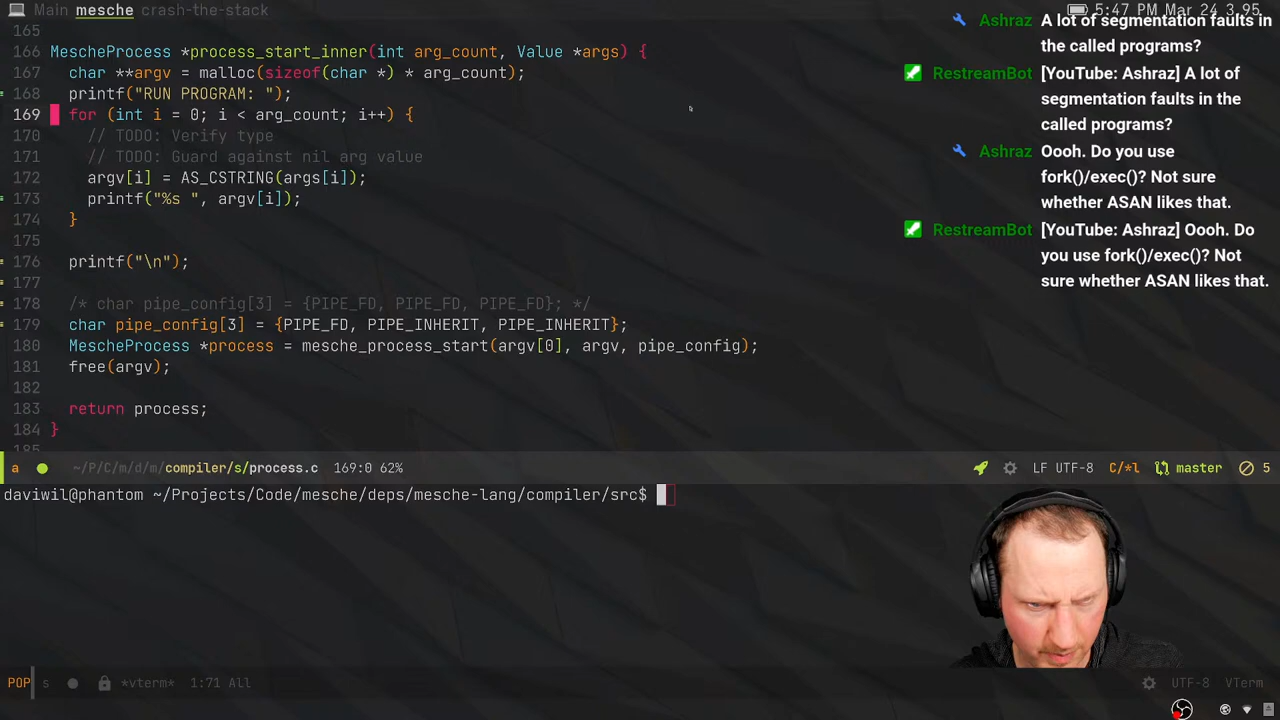 Main mesche crash-the-stack
5:47 PM Mar 24 3.95
165
166 MescheProcess *process_start_inner(int arg_count, Value *args) {
167 char **argv = malloc(sizeof(char *) * arg_count);
168 printf("RUN PROGRAM: ");
169 for (int i = 0; i < arg_count; i++) {
170 // TODO: Verify type
171 // TODO: Guard against nil arg value
172 argv[i] = AS_CSTRING(args[i]);
173 printf("%s ", argv[i]);
174 }
175
176 printf("\n");
177
178 /* char pipe_config[3] = {PIPE_FD, PIPE_FD, PIPE_FD}; */
179 char pipe_config[3] = {PIPE_FD, PIPE_INHERIT, PIPE_INHERIT};
180 MescheProcess *process = mesche_process_start(argv[0], argv, pipe_config);
181 free(argv);
182
183 return process;
184 }
185
Ashraz A lot of segmentation faults in
the called programs?
RestreamBot [YouTube: Ashraz] A lot of
segmentation faults in the
called programs?
Ashraz Oooh. Do you use
fork()/exec()? Not sure
whether ASAN likes that.
RestreamBot [YouTube: Ashraz] Oooh. Do
you use fork()/exec()? Not
sure whether ASAN likes that.
a ~/P/C/m/d/m/compiler/s/process.c 169:0 62% LF UTF-8 C/*l master 5
daviwil@phantom ~/Projects/Code/mesche/deps/mesche-lang/compiler/src$
POP s *vterm* 1:71 All UTF-8 VTerm